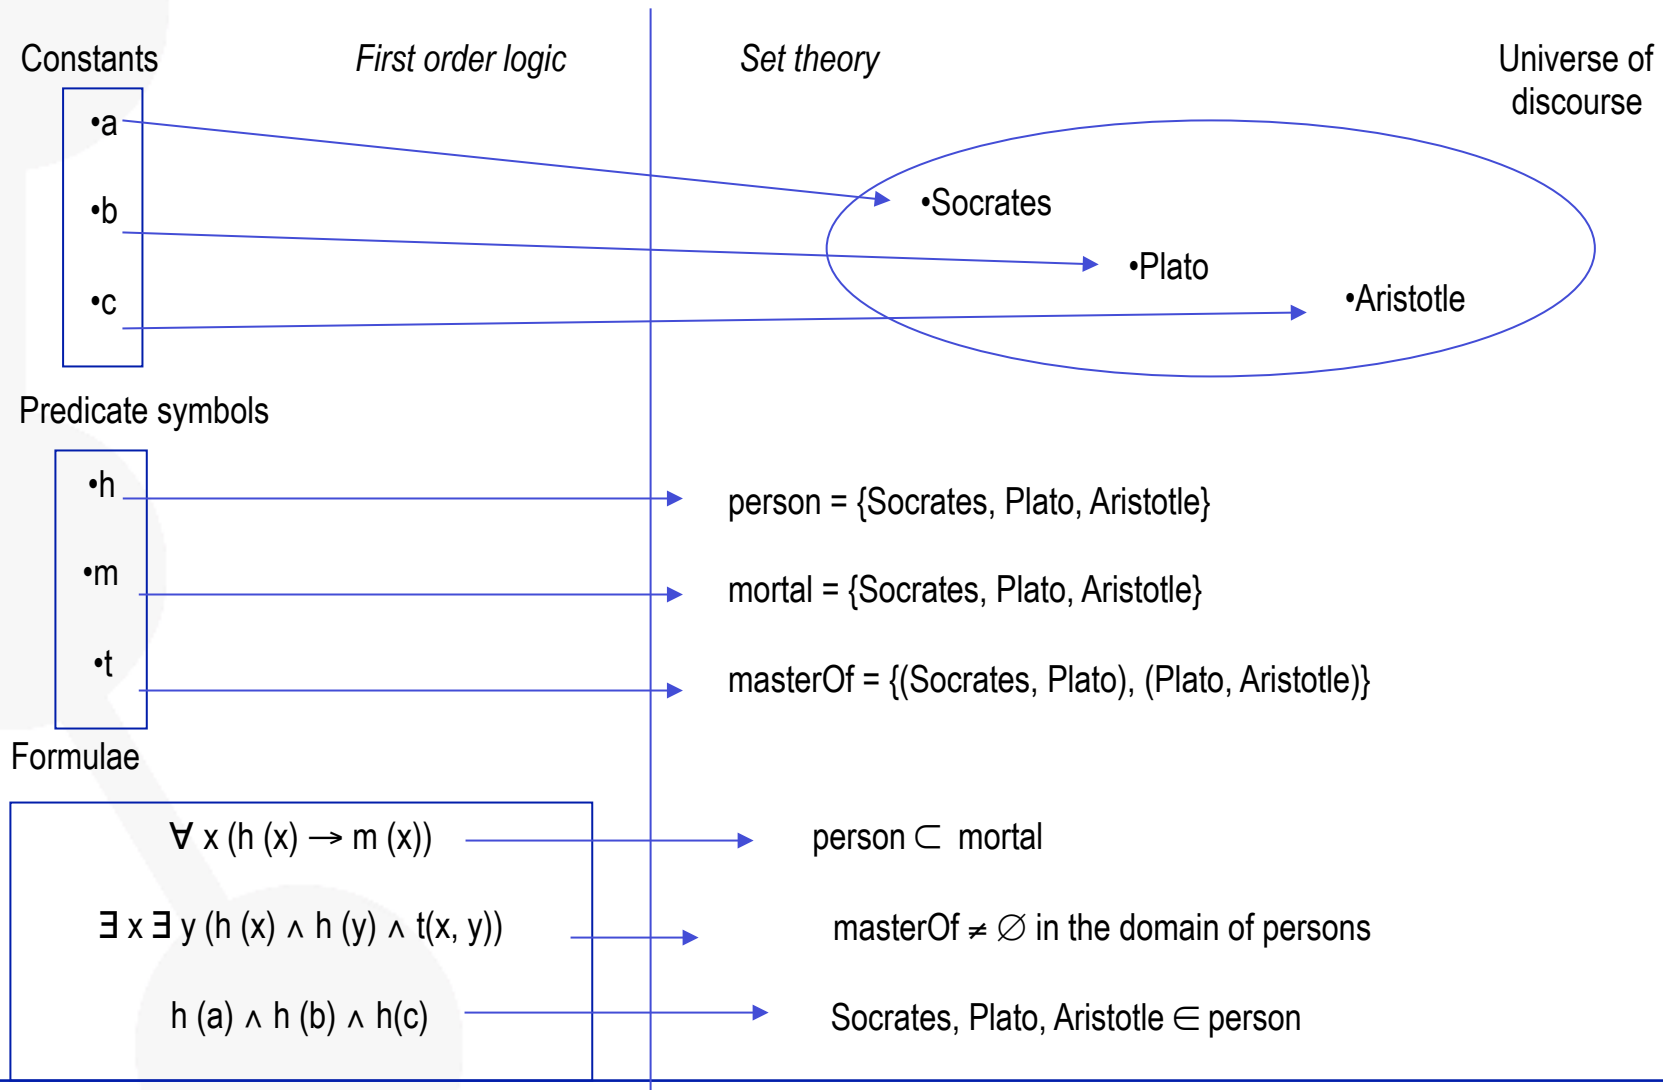 Constants First order logic Set theory Universe of
discourse
•a
•b
•c
•Socrates
•Plato
•Aristotle
Predicate symbols
•h
person = {Socrates, Plato, Aristotle}
•m
mortal = {Socrates, Plato, Aristotle}
•t
masterOf = {(Socrates, Plato), (Plato, Aristotle)}
Formulae
∀ x (h (x) → m (x))
person ⊂ mortal
∃ x ∃ y (h (x) ∧ h (y) ∧ t(x, y))
masterOf ≠ ∅ in the domain of persons
h (a) ∧ h (b) ∧ h(c)
Socrates, Plato, Aristotle ∈ person